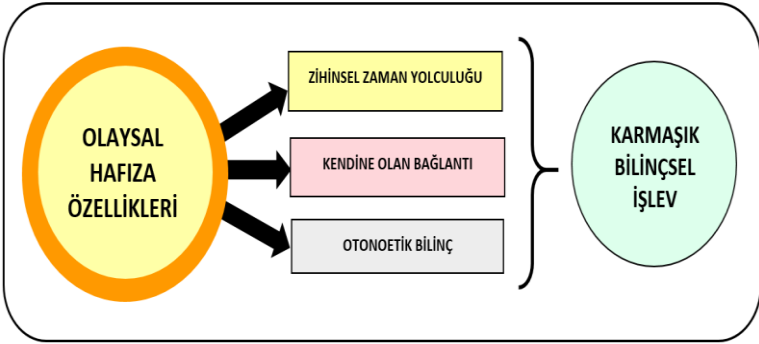 OLAYSAL
HAFIZA
ÖZELLİKLERİ
ZİHİNSEL ZAMAN YOLCULUĞU
KENDİNE OLAN BAĞLANTI
OTONOETİK BİLİNÇ
KARMAŞIK
BİLİNÇSEL
İŞLEV